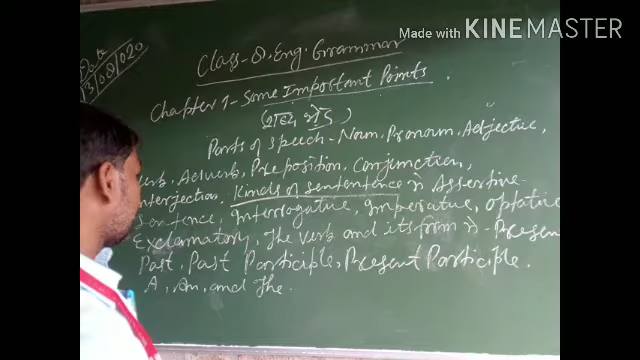 Made with KINEMASTER
Date
13/08/020
Class-8. Eng. Grammar
Chapter 1- Some Important Points.
Parts of speech - Noun, Pronoun, Adjective,
verb, Adverb, Preposition, Conjunction,
Interjection. Kinds of sentence is Assertive
Sentence, Interrogative, Imperative, optative
Exclamatory, The verb and its form is - Present
Past, Past Participle, Present Participle.
A, An, and The